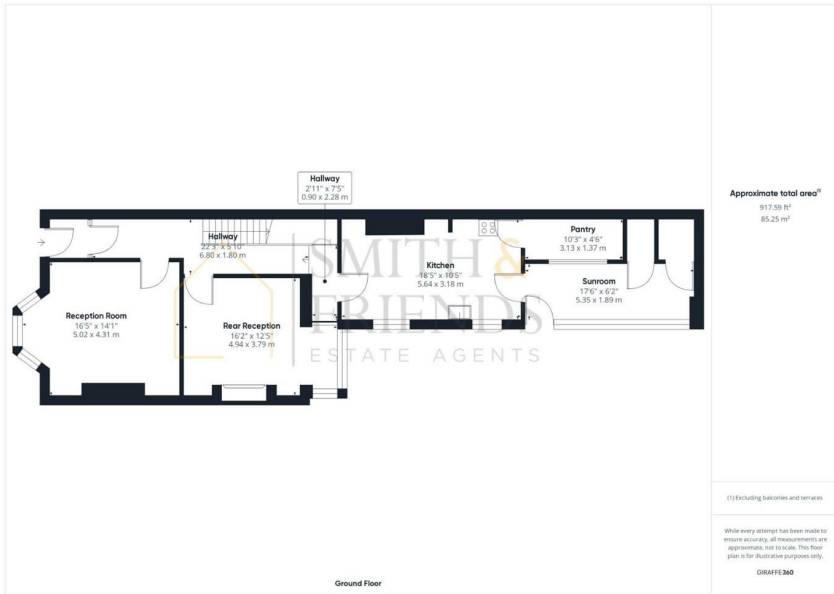 Hallway
2'11" x 7'5"
0.90 x 2.28 m
Hallway
22'3" x 5'10"
6.80 x 1.80 m
Pantry
10'3" x 4'6"
3.13 x 1.37 m
Kitchen
18'5" x 10'5"
5.64 x 3.18 m
Sunroom
17'6" x 6'2"
5.35 x 1.89 m
Reception Room
16'5" x 14'1"
5.02 x 4.31 m
Rear Reception
16'2" x 12'5"
4.94 x 3.79 m
SMITH &
FRIENDS
ESTATE AGENTS
Ground Floor
Approximate total area⁽¹⁾
917.59 ft²
85.25 m²
(1) Excluding balconies and terraces
While every attempt has been made to
ensure accuracy, all measurements are
approximate, not to scale. This floor
plan is for illustrative purposes only.
GIRAFFE360